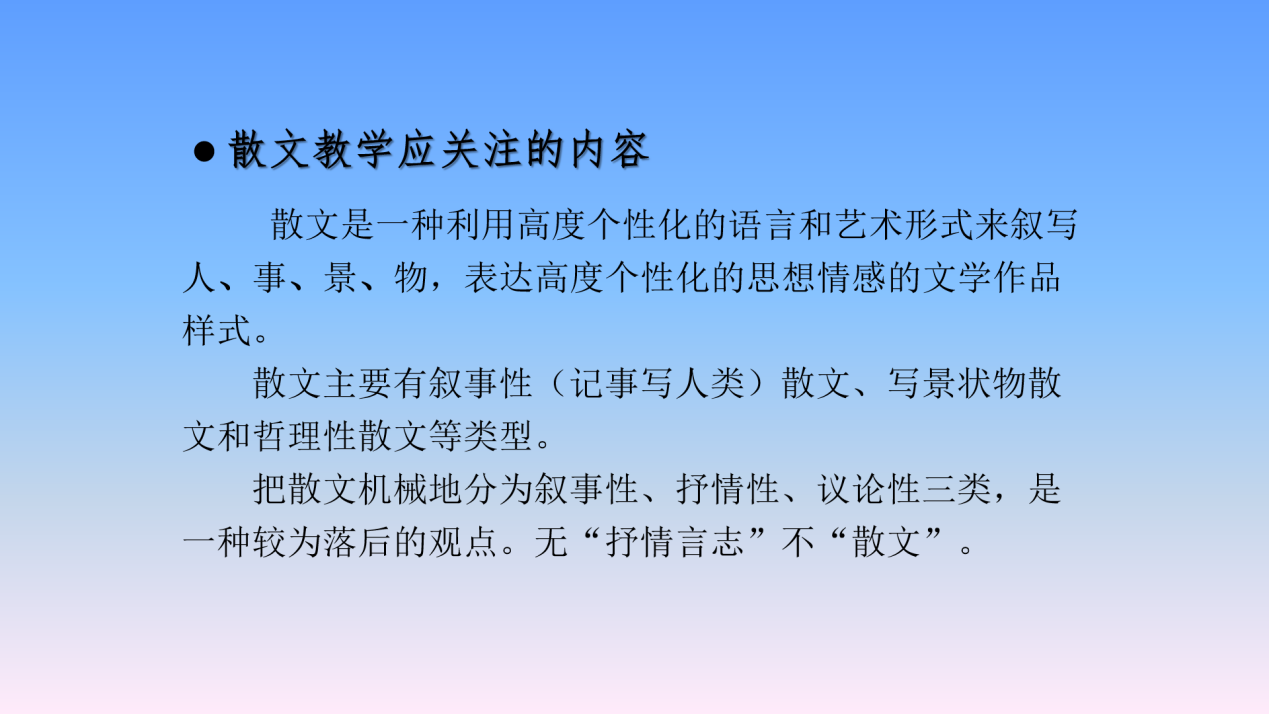 ●散文教学应关注的内容
散文是一种利用高度个性化的语言和艺术形式来叙写
人、事、景、物，表达高度个性化的思想情感的文学作品
样式。
散文主要有叙事性（记事写人类）散文、写景状物散
文和哲理性散文等类型。
把散文机械地分为叙事性、抒情性、议论性三类，是
一种较为落后的观点。无“抒情言志”不“散文”。